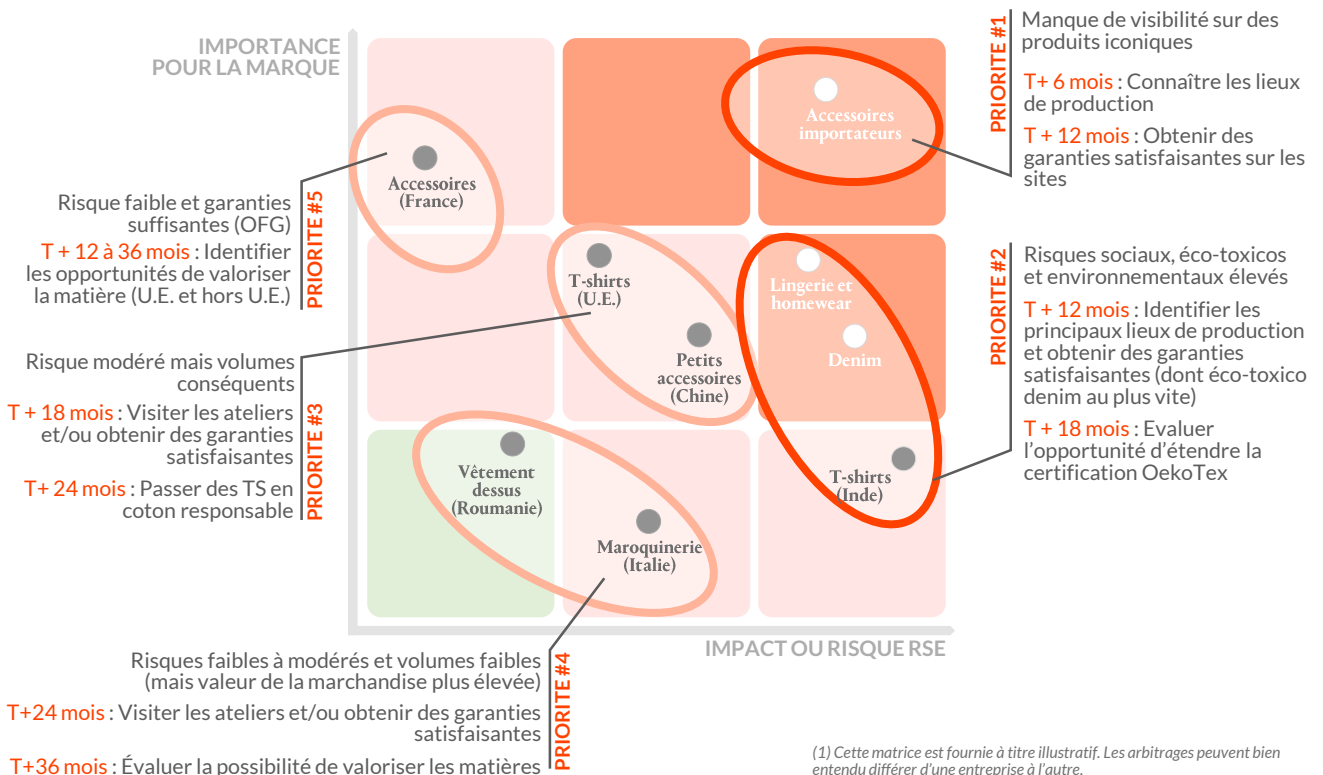 IMPORTANCE
POUR LA MARQUE
Accessoires
importateurs
Accessoires
(France)
T-shirts
(U.E.)
Lingerie et
homewear
Petits
accessoires
(Chine)
Denim
Vêtement
dessus
(Roumanie)
T-shirts
(Inde)
Maroquinerie
(Italie)
IMPACT OU RISQUE RSE
PRIORITE #1
Manque de visibilité sur des
produits iconiques
T+ 6 mois : Connaître les lieux
de production
T + 12 mois : Obtenir des
garanties satisfaisantes sur les
sites
PRIORITE #2
Risques sociaux, éco-toxicos
et environnementaux élevés
T + 12 mois : Identifier les
principaux lieux de production
et obtenir des garanties
satisfaisantes (dont éco-toxico
denim au plus vite)
T + 18 mois : Evaluer
l’opportunité d’étendre la
certification OekoTex
Risque faible et garanties
suffisantes (OFG)
T + 12 à 36 mois : Identifier
les opportunités de valoriser
la matière (U.E. et hors U.E.)
PRIORITE #5
Risque modéré mais volumes
conséquents
T + 18 mois : Visiter les ateliers
et/ou obtenir des garanties
satisfaisantes
T+ 24 mois : Passer des TS en
coton responsable
PRIORITE #3
Risques faibles à modérés et volumes faibles
(mais valeur de la marchandise plus élevée)
T+24 mois : Visiter les ateliers et/ou obtenir des garanties
satisfaisantes
T+36 mois : Évaluer la possibilité de valoriser les matières
PRIORITE #4
(1) Cette matrice est fournie à titre illustratif. Les arbitrages peuvent bien
entendu différer d’une entreprise à l’autre.